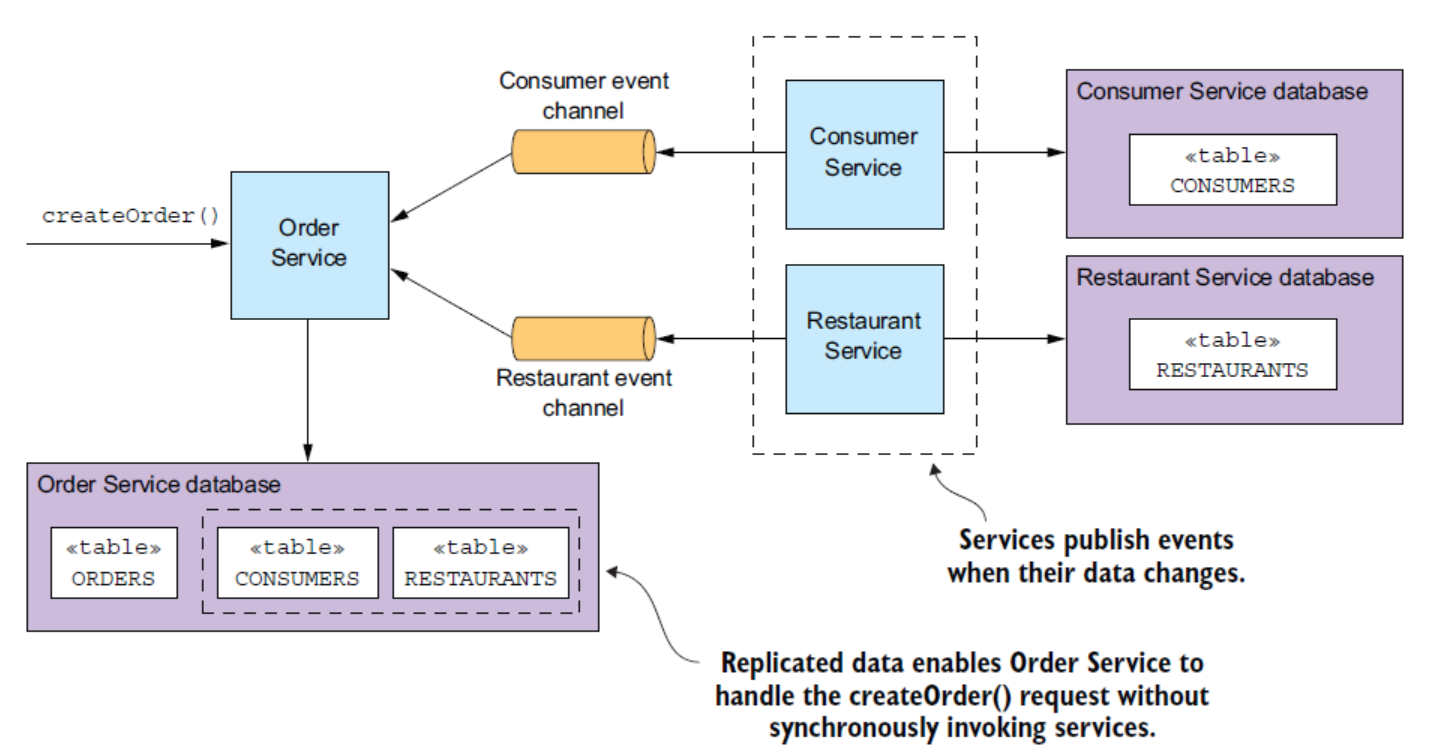 Consumer event
channel
Consumer
Service
Consumer Service database
«table»
CONSUMERS
createOrder()
Order
Service
Restaurant event
channel
Restaurant
Service
Restaurant Service database
«table»
RESTAURANTS
Order Service database
«table»
ORDERS
«table»
CONSUMERS
«table»
RESTAURANTS
Services publish events
when their data changes.
Replicated data enables Order Service to
handle the createOrder() request without
synchronously invoking services.